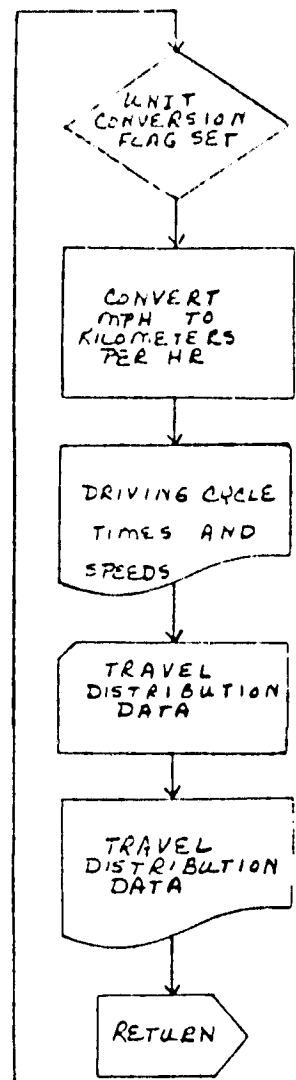 UNIT
CONVERSION
FLAG SET
CONVERT
MPH TO
KILOMETERS
PER HR
DRIVING CYCLE
TIMES AND
SPEEDS
TRAVEL
DISTRIBUTION
DATA
TRAVEL
DISTRIBUTION
DATA
RETURN